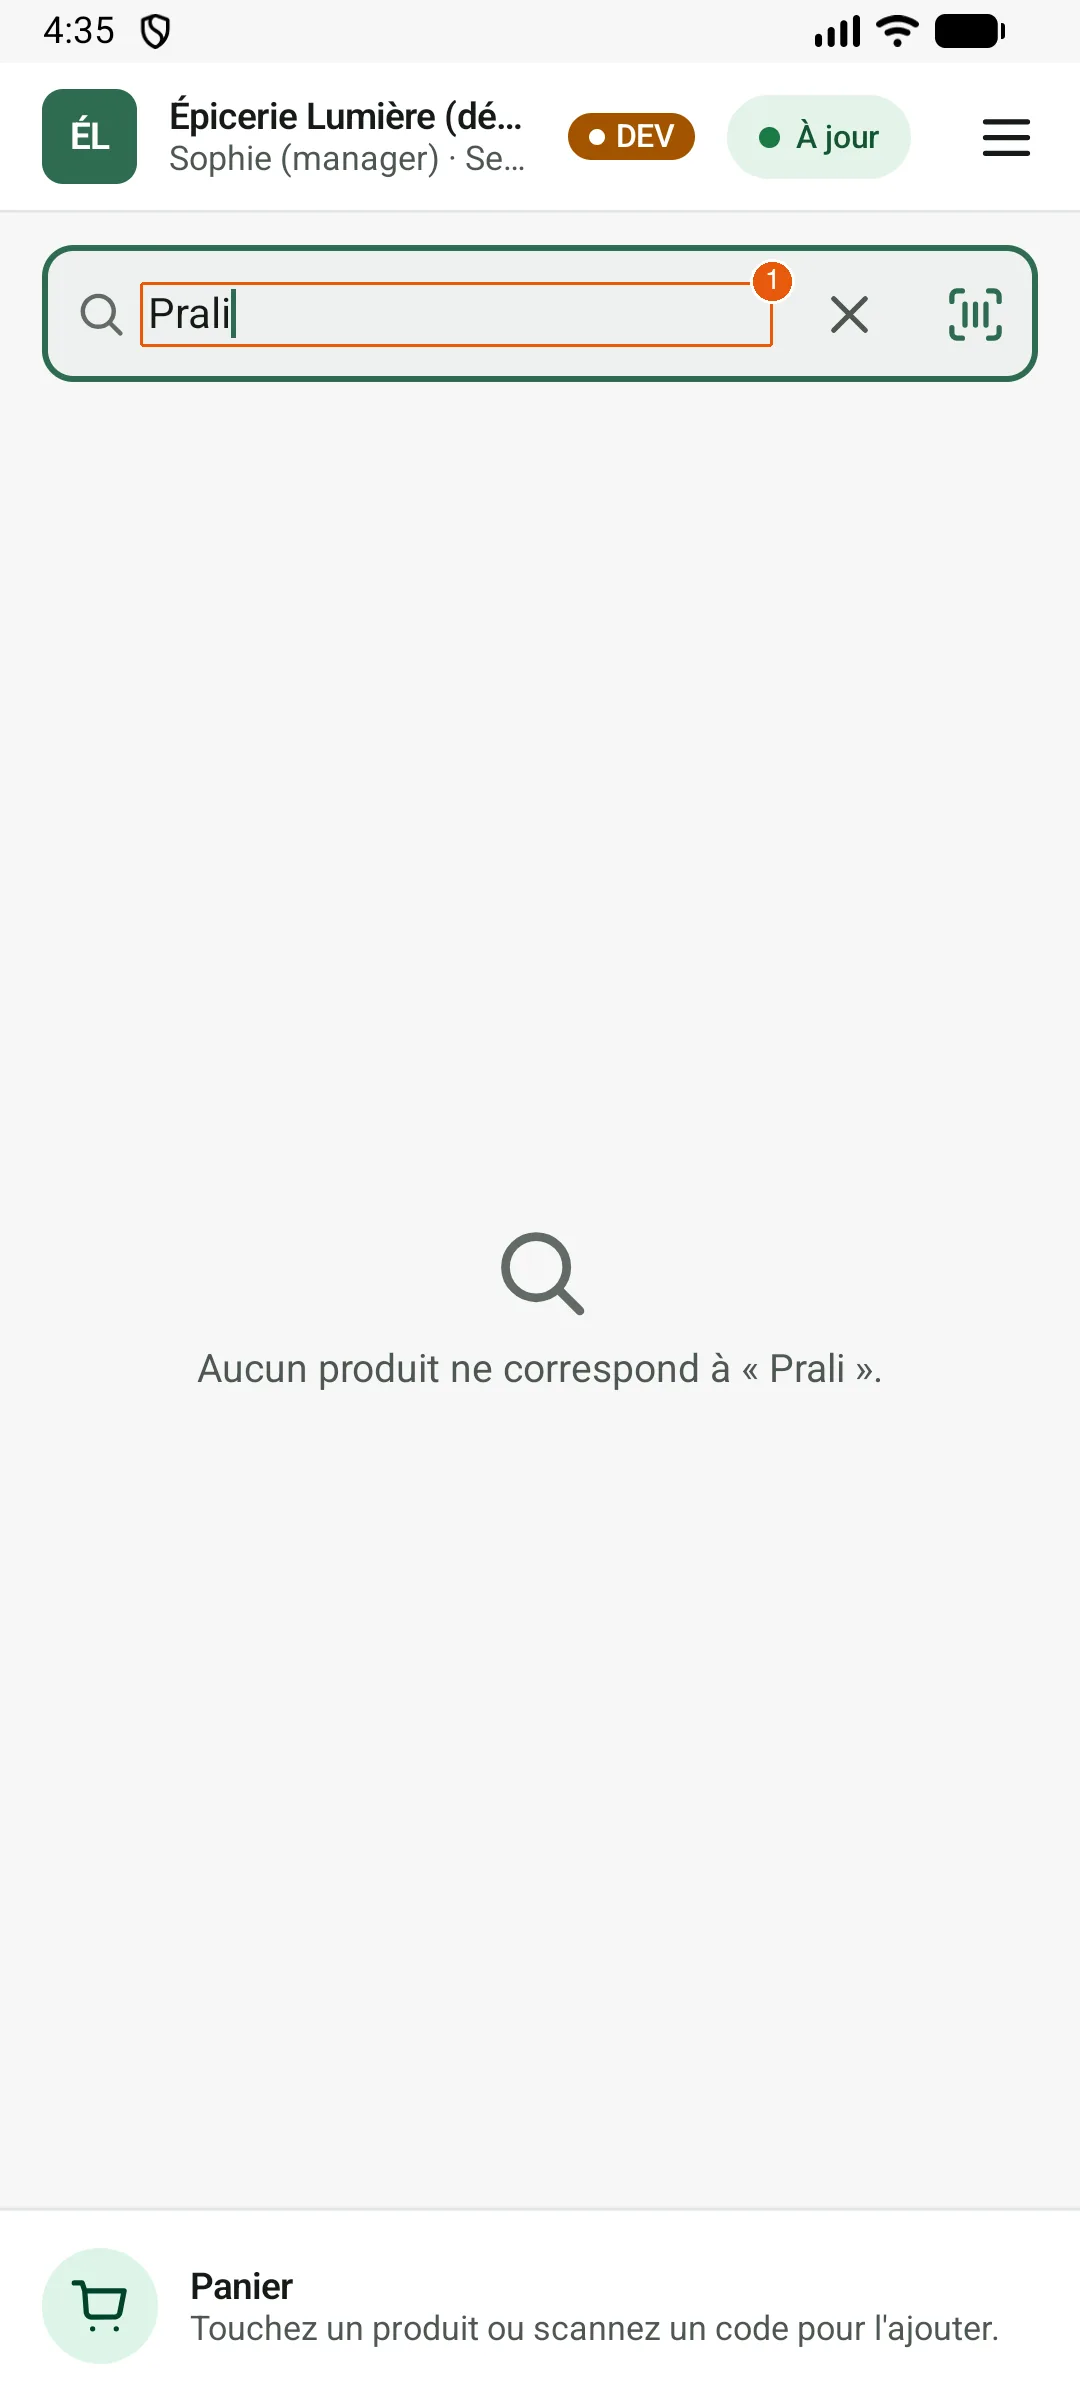 4:35
ÉL
Épicerie Lumière (dé...
Sophie (manager) · Se...
DEV
À jour
Prali
1
Aucun produit ne correspond à « Prali ».
Panier
Touchez un produit ou scannez un code pour l'ajouter.